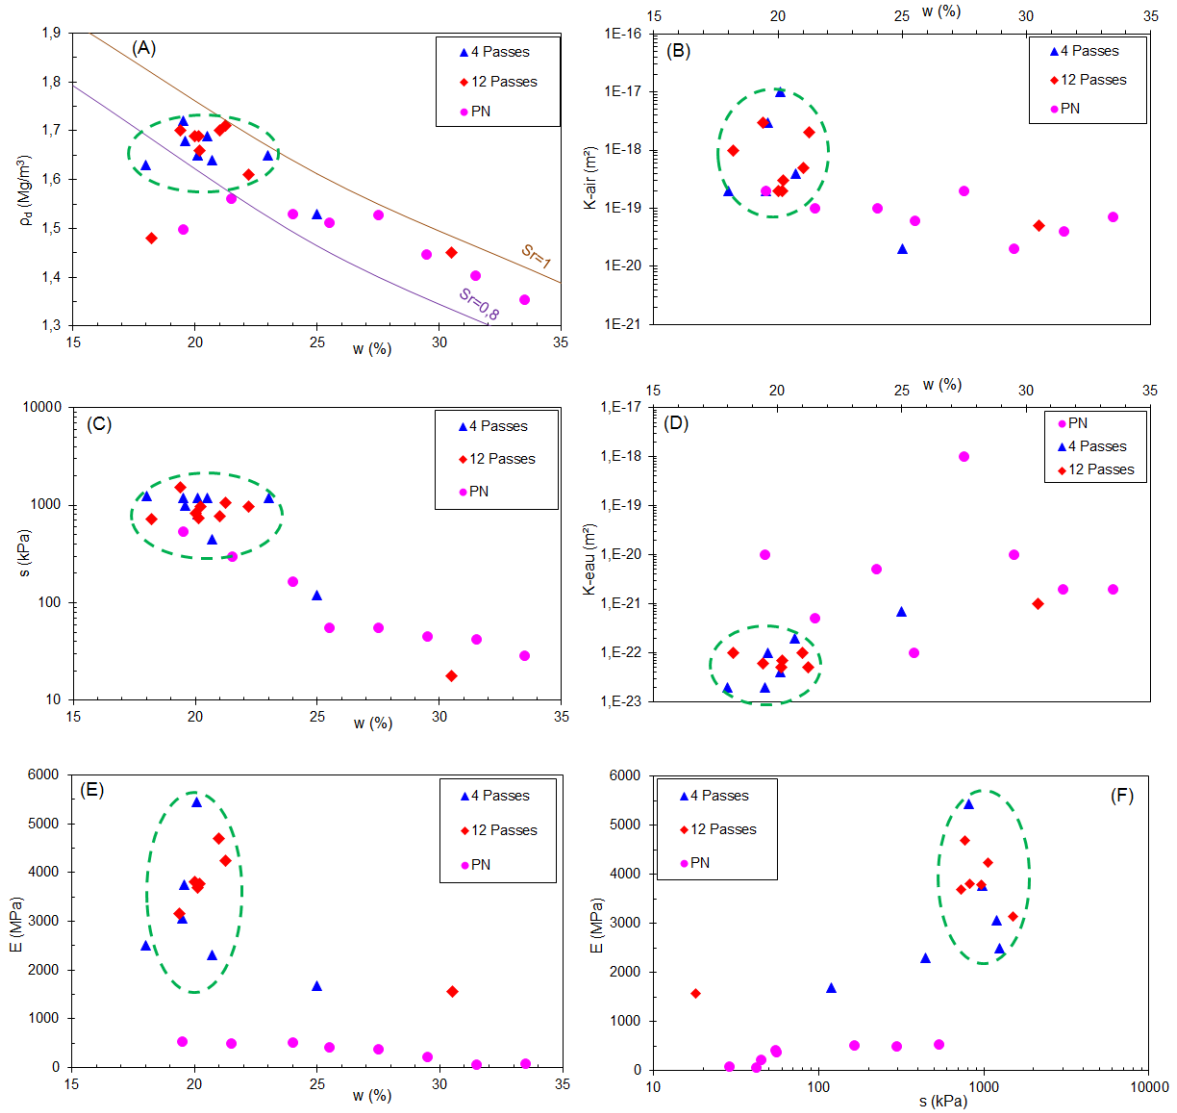 (A)
1,9
1,8
1,7
1,6
1,5
1,4
1,3
ρd (Mg/m³)
15 20 25 30 35
w (%)
4 Passes
12 Passes
PN
Sr=1
Sr=0,8
15 20 25 w (%) 30 35
(B)
1E-16
1E-17
1E-18
1E-19
1E-20
1E-21
K-air (m²)
4 Passes
12 Passes
PN
(C)
10000
1000
100
10
s (kPa)
15 20 25 30 35
w (%)
4 Passes
12 Passes
PN
15 20 25 w (%) 30 35
(D)
1,E-17
1,E-18
1,E-19
1,E-20
1,E-21
1,E-22
1,E-23
K-eau (m²)
PN
4 Passes
12 Passes
(E)
6000
5000
4000
3000
2000
1000
0
E (MPa)
15 20 25 30 35
w (%)
4 Passes
12 Passes
PN
(F)
6000
5000
4000
3000
2000
1000
0
E (MPa)
10 100 1000 10000
s (kPa)
4 Passes
12 Passes
PN